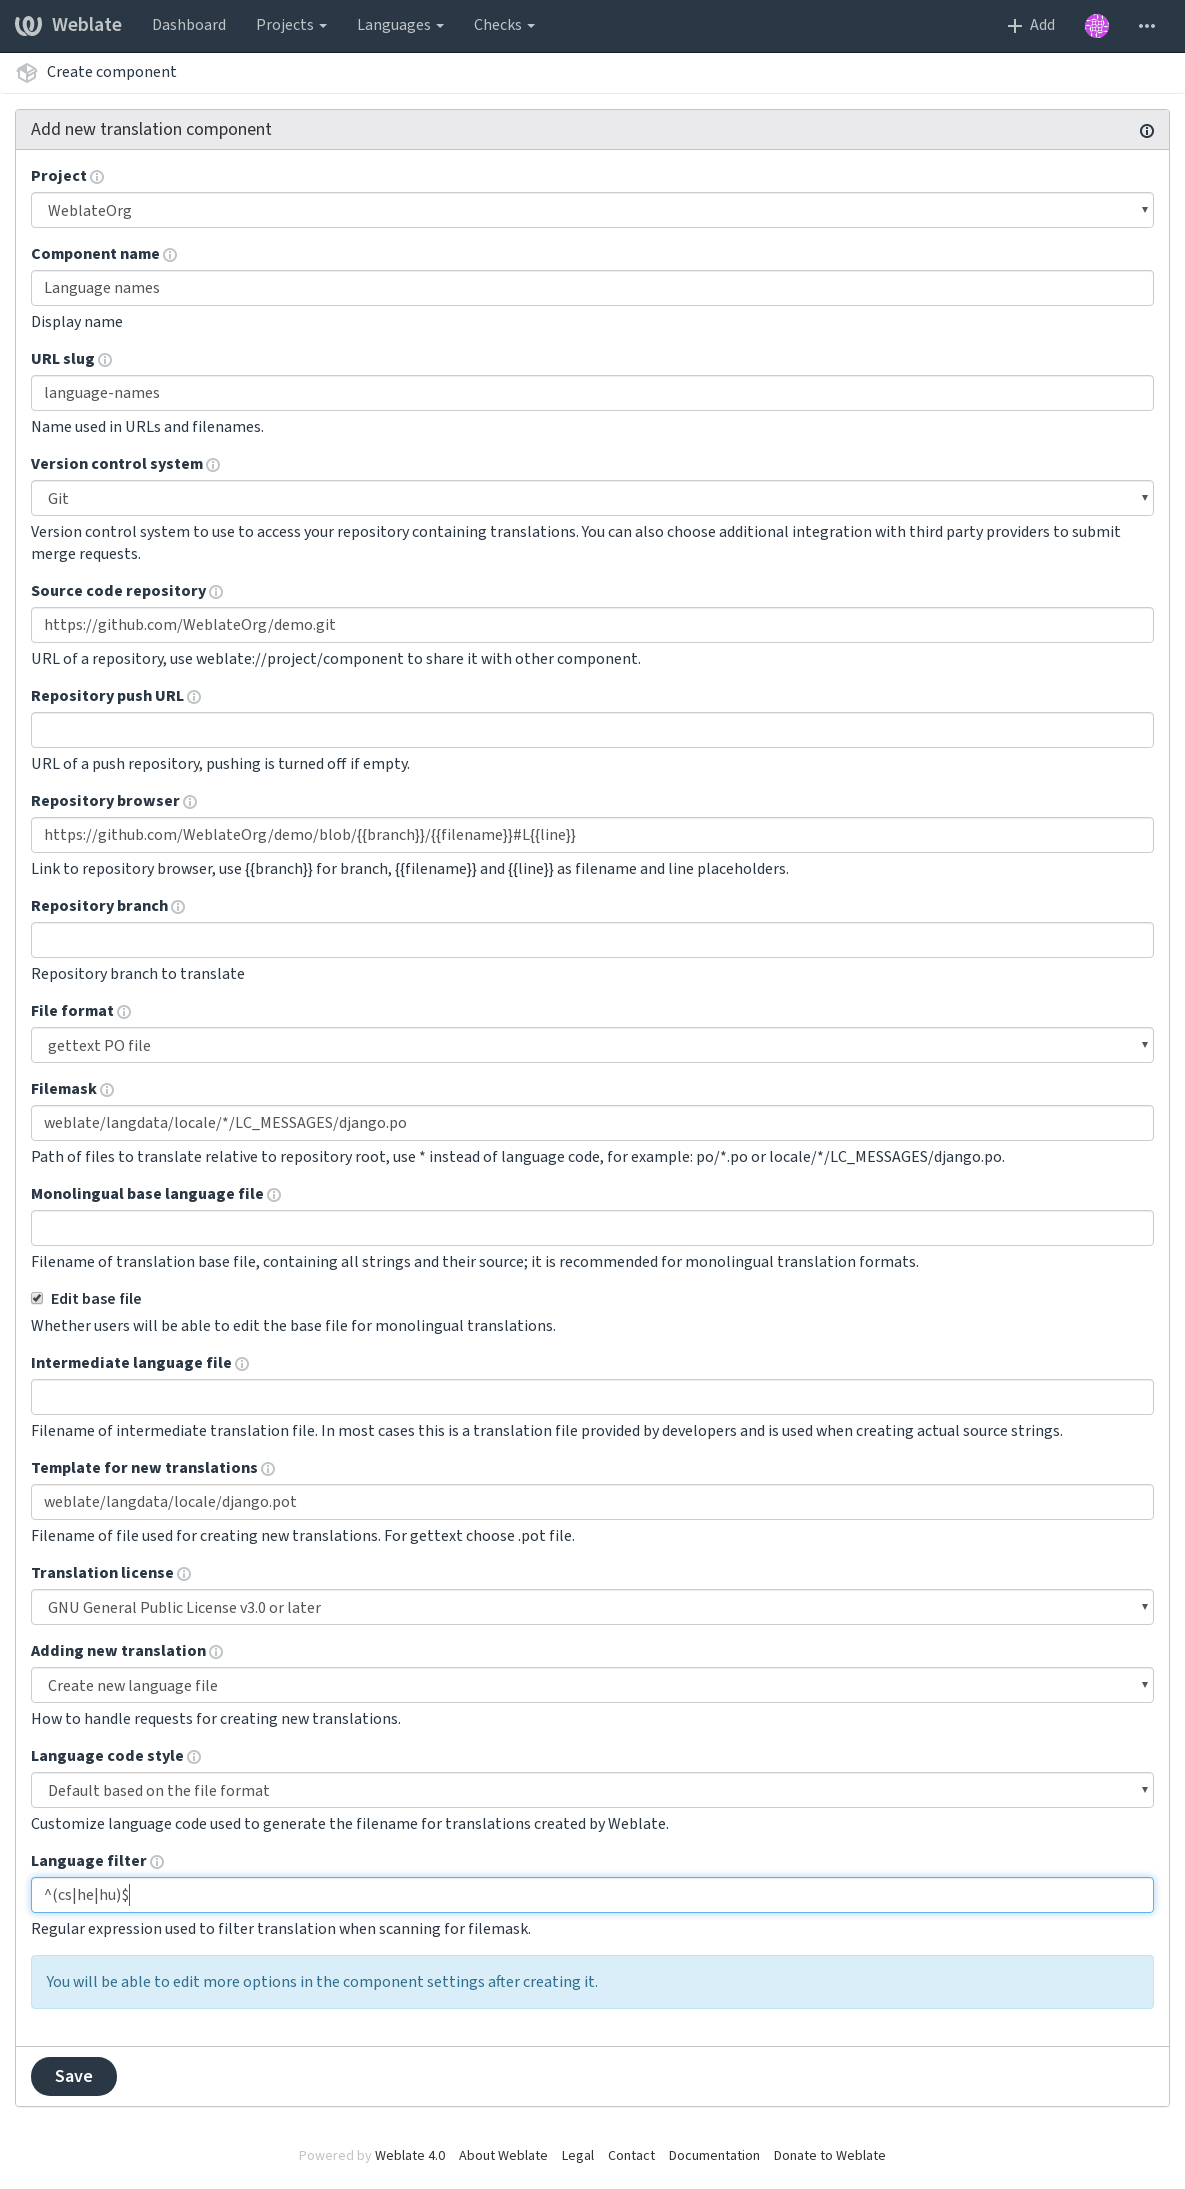 Weblate Dashboard Projects Languages Checks Add
Create component
Add new translation component
Project
WeblateOrg
Component name
Language names
Display name
URL slug
language-names
Name used in URLs and filenames.
Version control system
Git
Version control system to use to access your repository containing translations. You can also choose additional integration with third party providers to submit
merge requests.
Source code repository
https://github.com/WeblateOrg/demo.git
URL of a repository, use weblate://project/component to share it with other component.
Repository push URL
URL of a push repository, pushing is turned off if empty.
Repository browser
https://github.com/WeblateOrg/demo/blob/{{branch}}/{{filename}}#L{{line}}
Link to repository browser, use {{branch}} for branch, {{filename}} and {{line}} as filename and line placeholders.
Repository branch
Repository branch to translate
File format
gettext PO file
Filemask
weblate/langdata/locale/*/LC_MESSAGES/django.po
Path of files to translate relative to repository root, use * instead of language code, for example: po/*.po or locale/*/LC_MESSAGES/django.po.
Monolingual base language file
Filename of translation base file, containing all strings and their source; it is recommended for monolingual translation formats.
Edit base file
Whether users will be able to edit the base file for monolingual translations.
Intermediate language file
Filename of intermediate translation file. In most cases this is a translation file provided by developers and is used when creating actual source strings.
Template for new translations
weblate/langdata/locale/django.pot
Filename of file used for creating new translations. For gettext choose .pot file.
Translation license
GNU General Public License v3.0 or later
Adding new translation
Create new language file
How to handle requests for creating new translations.
Language code style
Default based on the file format
Customize language code used to generate the filename for translations created by Weblate.
Language filter
^(cs|he|hu)$
Regular expression used to filter translation when scanning for filemask.
You will be able to edit more options in the component settings after creating it.
Save
Powered by Weblate 4.0 About Weblate Legal Contact Documentation Donate to Weblate